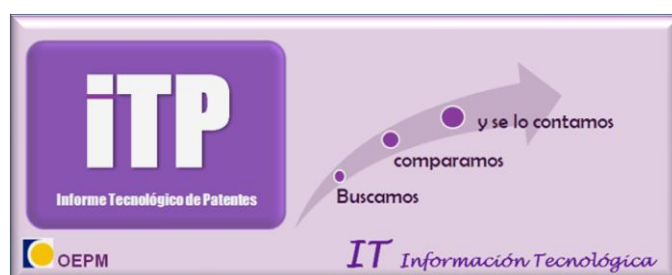 iTP
Informe Tecnológico de Patentes
y se lo contamos
comparamos
Buscamos
OEPM
IT Información Tecnológica